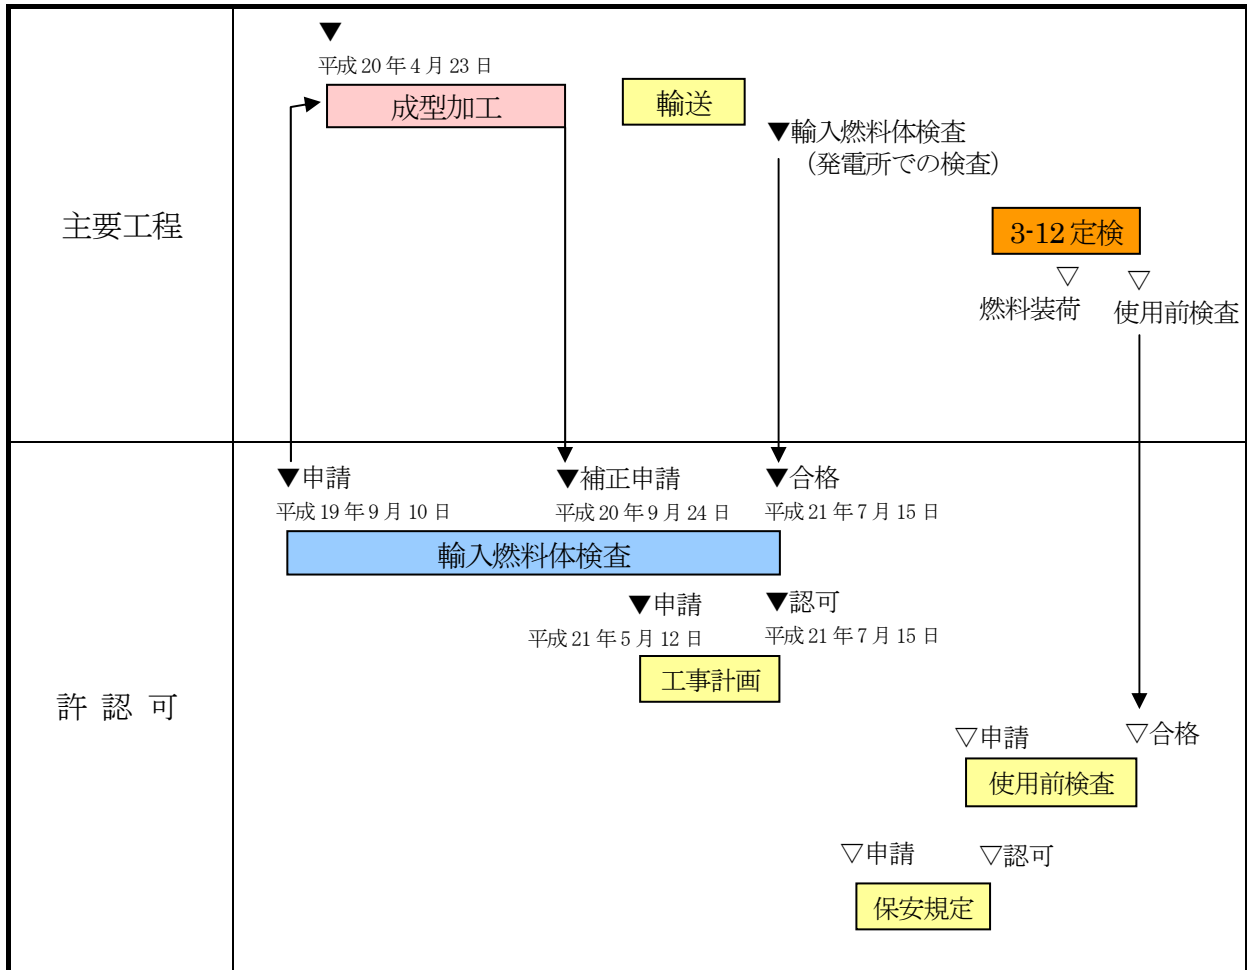 主要工程
▼
平成20年4月23日
成型加工
輸送
▼輸入燃料体検査
（発電所での検査）
3-12定検
▽
▽
燃料装荷
使用前検査
許認可
▼申請
▼補正申請
▼合格
平成19年9月10日
平成20年9月24日
平成21年7月15日
輸入燃料体検査
▼申請
▼認可
平成21年5月12日
平成21年7月15日
工事計画
▽申請
▽合格
使用前検査
▽申請
▽認可
保安規定